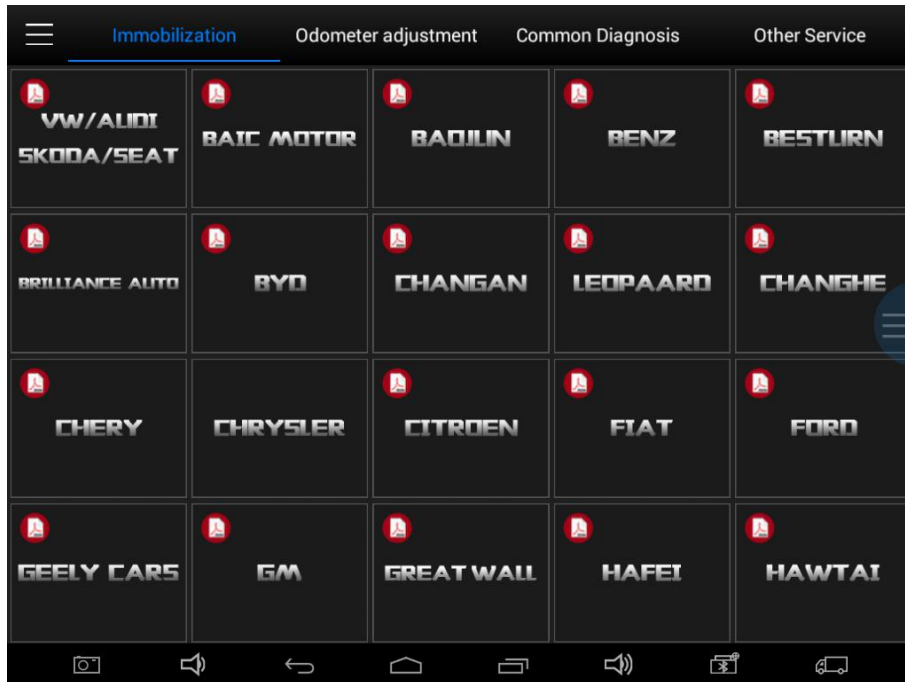 Immobilization
Odometer adjustment
Common Diagnosis
Other Service
VW/AUDI
SKODA/SEAT
BAIC MOTOR
BAOJUN
BENZ
BESTURN
BRILLIANCE AUTO
BYD
CHANGAN
LEOPAARD
CHANGHE
CHERY
CHRYSLER
CITROEN
FIAT
FORD
GEELY CARS
GM
GREAT WALL
HAFEI
HAWTAI